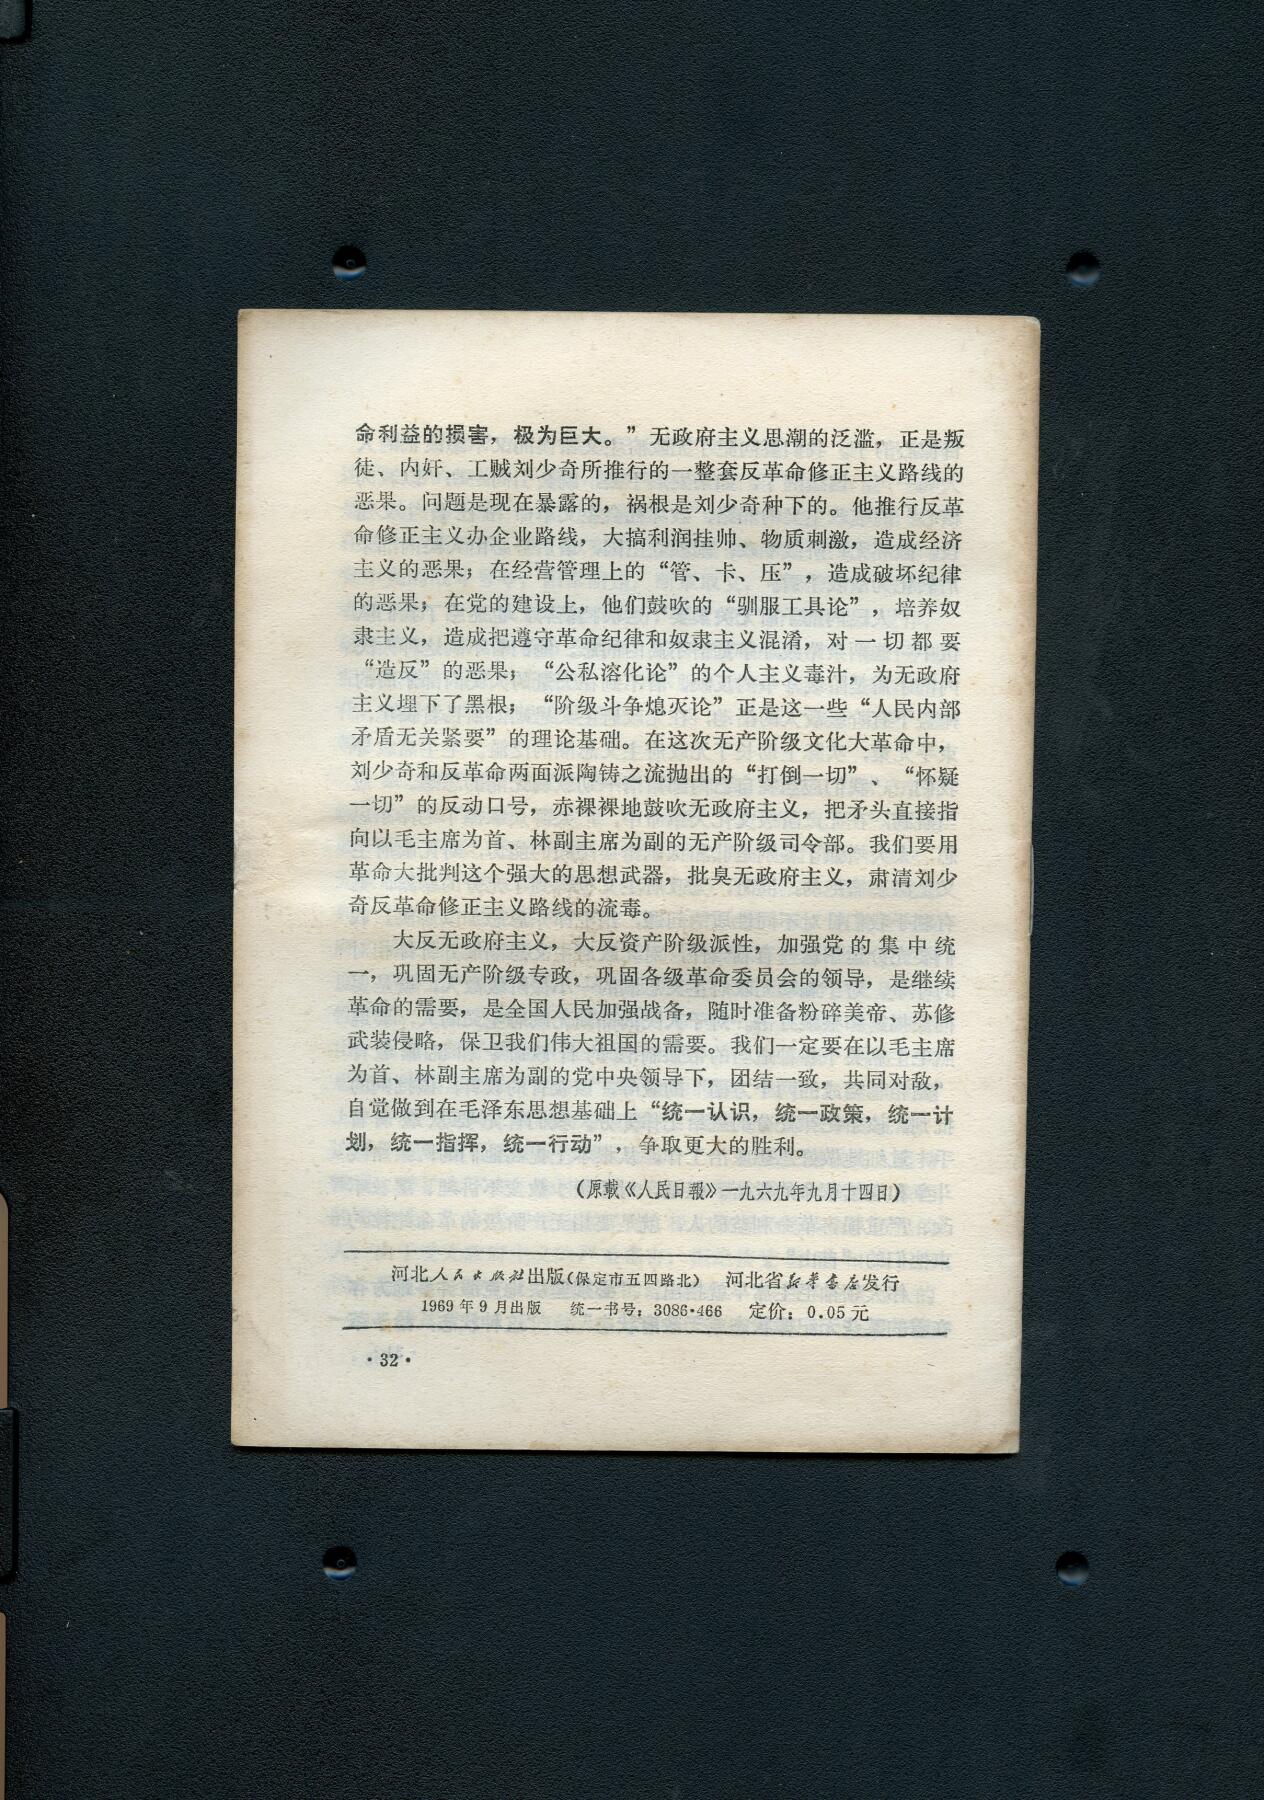 命利益的损害，极为巨大。”无政府主义思潮的泛滥，正是叛
徒、内奸、工贼刘少奇所推行的一整套反革命修正主义路线的
恶果。问题是现在暴露的，祸根是刘少奇种下的。他推行反革
命修正主义办企业路线，大搞利润挂帅、物质刺激，造成经济
主义的恶果；在经营管理上的“管、卡、压”，造成破坏纪律
的恶果；在党的建设上，他们鼓吹的“驯服工具论”，培养奴
隶主义，造成把遵守革命纪律和奴隶主义混淆，对一切都要
“造反”的恶果；“公私溶化论”的个人主义毒汁，为无政府
主义埋下了黑根；“阶级斗争熄灭论”正是这一些“人民内部
矛盾无关紧要”的理论基础。在这次无产阶级文化大革命中，
刘少奇和反革命两面派陶铸之流抛出的“打倒一切”、“怀疑
一切”的反动口号，赤裸裸地鼓吹无政府主义，把矛头直接指
向以毛主席为首、林副主席为副的无产阶级司令部。我们要用
革命大批判这个强大的思想武器，批臭无政府主义，肃清刘少
奇反革命修正主义路线的流毒。
大反无政府主义，大反资产阶级派性，加强党的集中统
一，巩固无产阶级专政，巩固各级革命委员会的领导，是继续
革命的需要，是全国人民加强战备，随时准备粉碎美帝、苏修
武装侵略，保卫我们伟大祖国的需要。我们一定要在以毛主席
为首、林副主席为副的党中央领导下，团结一致，共同对敌，
自觉做到在毛泽东思想基础上“统一认识，统一政策，统一计
划，统一指挥，统一行动”，争取更大的胜利。
（原载《人民日报》一九六九年九月十四日）
河北人民出版社出版（保定市五四路北） 河北省新华书店发行
1969年9月出版 统一书号：3086·466 定价：0.05元
·32·